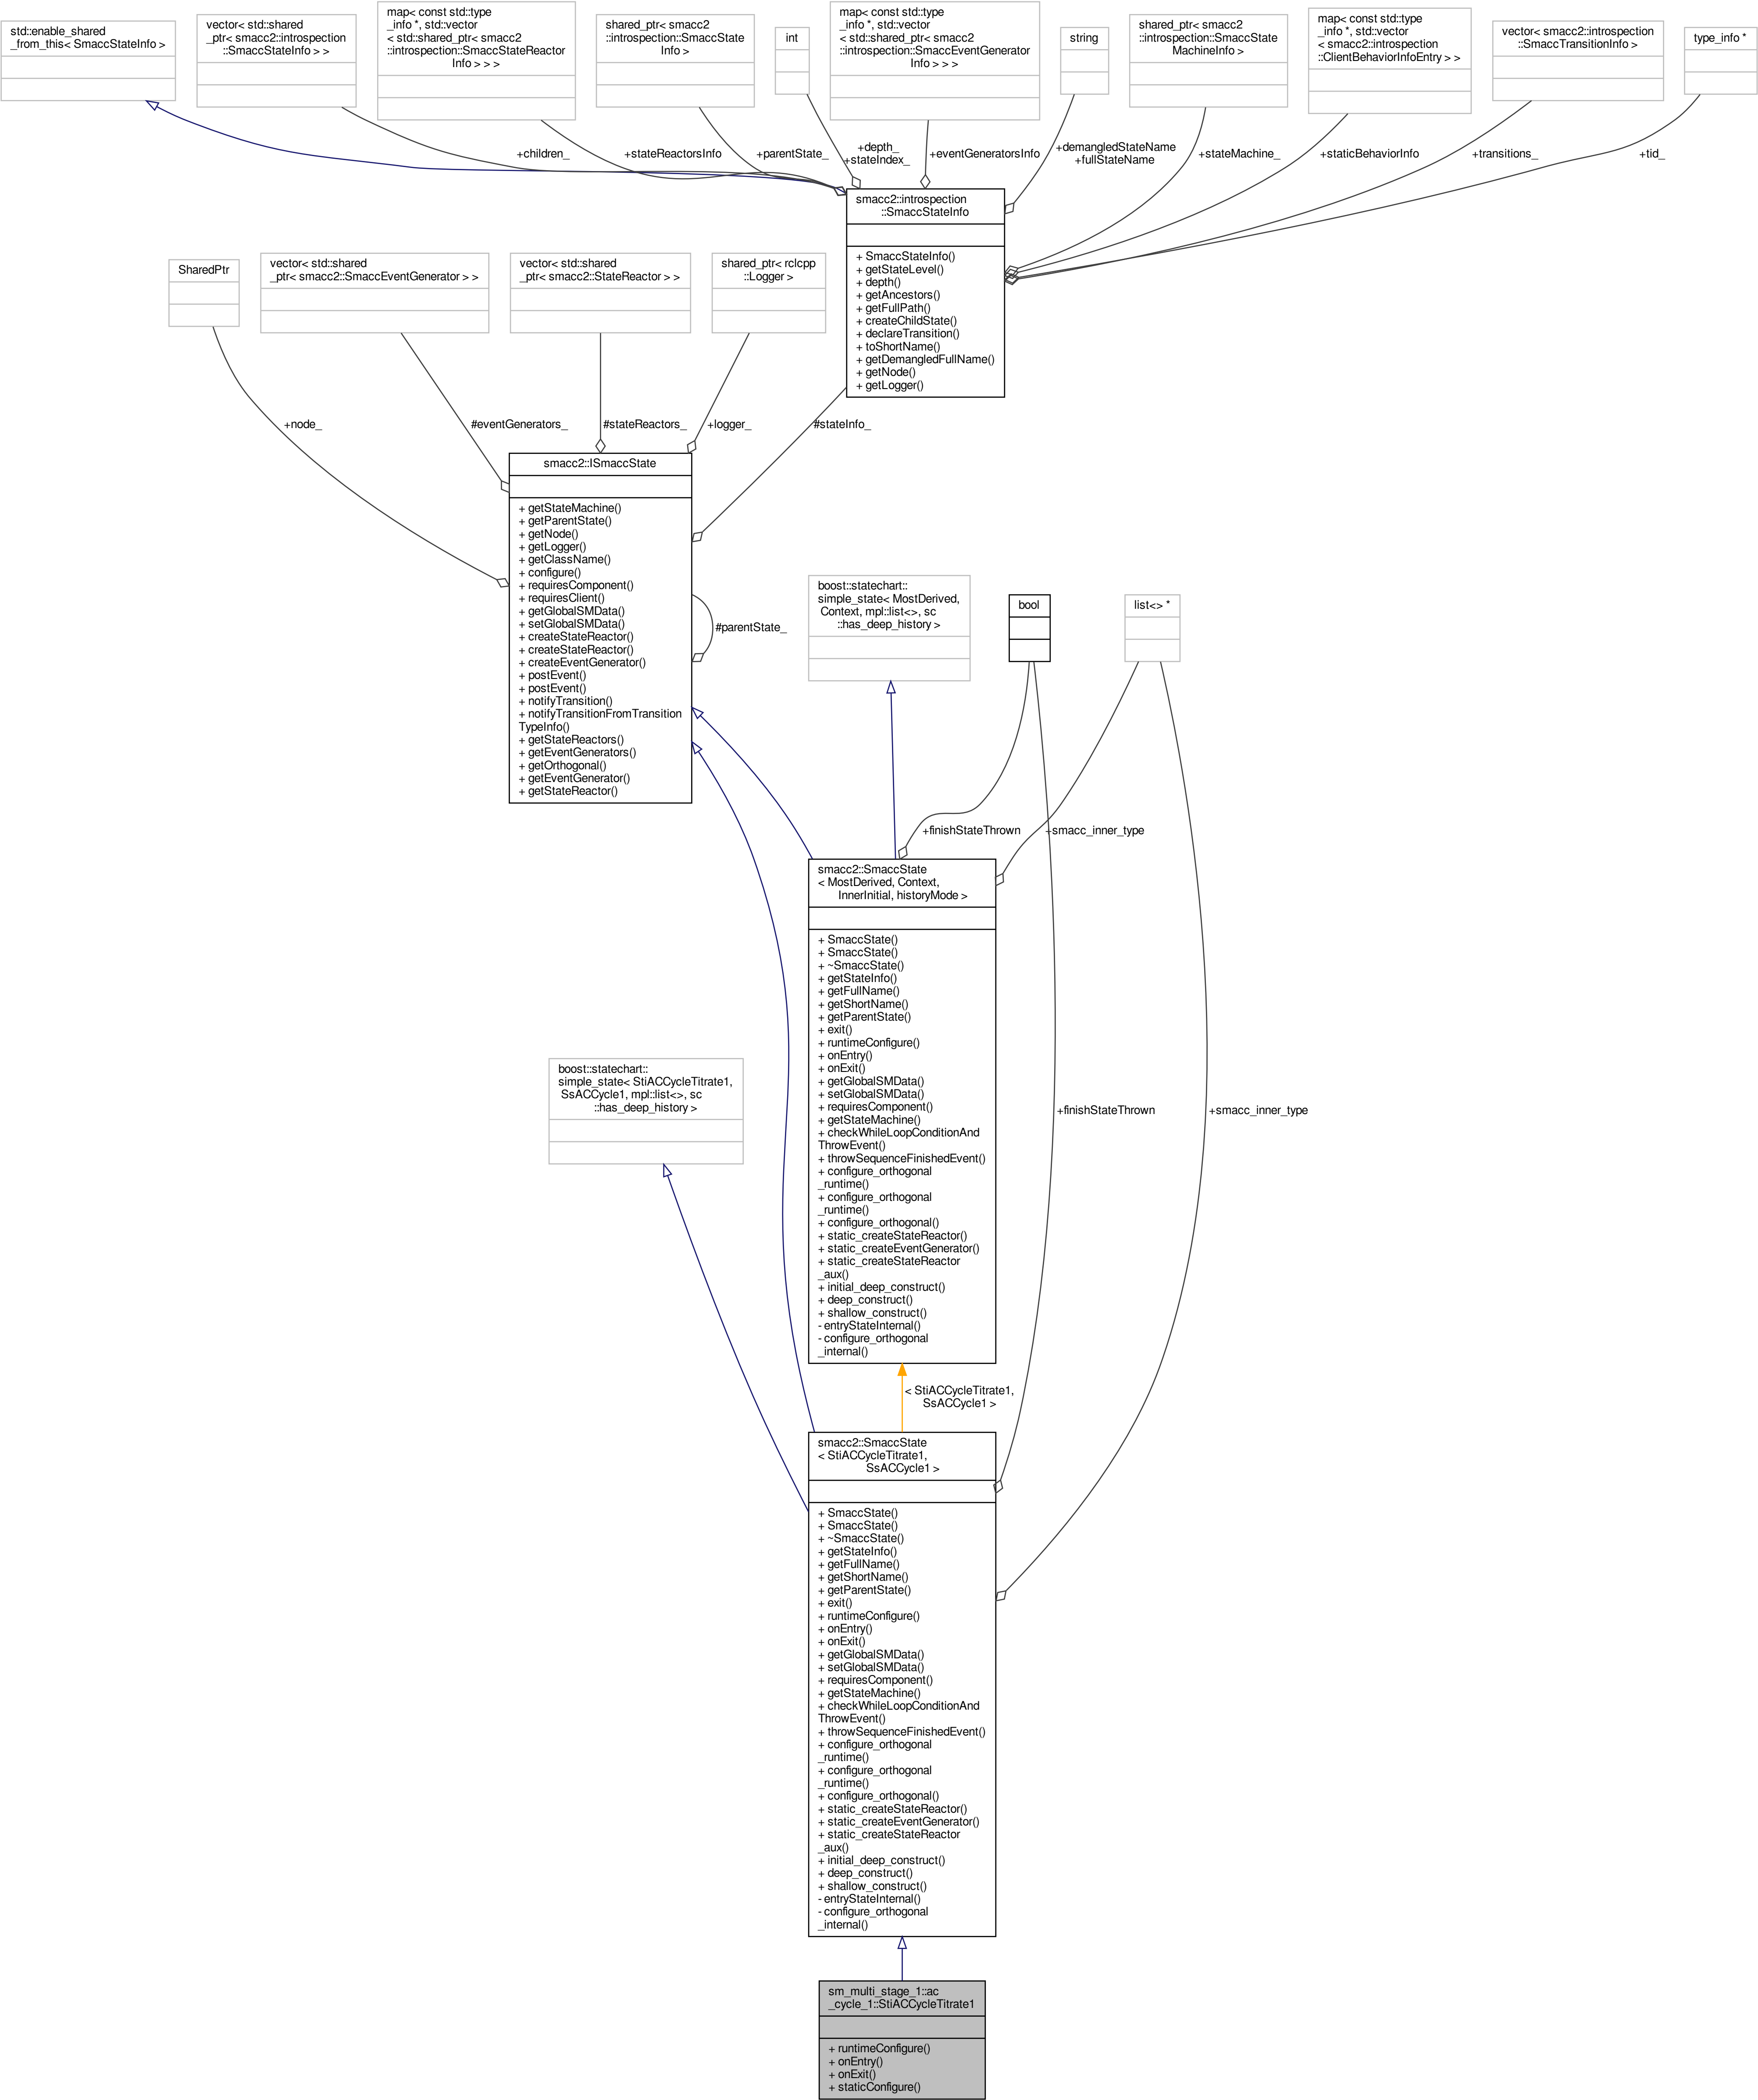 std::enable_shared
_from_this< SmaccStateInfo >
vector< std::shared
_ptr< smacc2::introspection
::SmaccStateInfo > >
map< const std::type
_info *, std::vector
< std::shared_ptr< smacc2
::introspection::SmaccStateReactor
Info > > >
shared_ptr< smacc2
::introspection::SmaccState
Info >
int
map< const std::type
_info *, std::vector
< std::shared_ptr< smacc2
::introspection::SmaccEventGenerator
Info > > >
string
shared_ptr< smacc2
::introspection::SmaccState
MachineInfo >
map< const std::type
_info *, std::vector
< smacc2::introspection
::ClientBehaviorInfoEntry > >
vector< smacc2::introspection
::SmaccTransitionInfo >
type_info *
+children_
+stateReactorsInfo
+parentState_
+depth_
+stateIndex_
+eventGeneratorsInfo
+demangledStateName
+fullStateName
+stateMachine_
+staticBehaviorInfo
+transitions_
+tid_
smacc2::introspection
::SmaccStateInfo
+ SmaccStateInfo()
+ getStateLevel()
+ depth()
+ getAncestors()
+ getFullPath()
+ createChildState()
+ declareTransition()
+ toShortName()
+ getDemangledFullName()
+ getNode()
+ getLogger()
SharedPtr
vector< std::shared
_ptr< smacc2::SmaccEventGenerator > >
vector< std::shared
_ptr< smacc2::StateReactor > >
shared_ptr< rclcpp
::Logger >
+node_
#eventGenerators_
#stateReactors_
+logger_
#stateInfo_
smacc2::ISmaccState
+ getStateMachine()
+ getParentState()
+ getNode()
+ getLogger()
+ getClassName()
+ configure()
+ requiresComponent()
+ requiresClient()
+ getGlobalSMData()
+ setGlobalSMData()
+ createStateReactor()
+ createStateReactor()
+ createEventGenerator()
+ postEvent()
+ postEvent()
+ notifyTransition()
+ notifyTransitionFromTransition
TypeInfo()
+ getStateReactors()
+ getEventGenerators()
+ getOrthogonal()
+ getEventGenerator()
+ getStateReactor()
#parentState_
boost::statechart::
simple_state< MostDerived,
Context, mpl::list<>, sc
::has_deep_history >
bool
list<> *
+finishStateThrown
+smacc_inner_type
smacc2::SmaccState
< MostDerived, Context,
InnerInitial, historyMode >
+ SmaccState()
+ SmaccState()
+ ~SmaccState()
+ getStateInfo()
+ getFullName()
+ getShortName()
+ getParentState()
+ exit()
+ runtimeConfigure()
+ onEntry()
+ onExit()
+ getGlobalSMData()
+ setGlobalSMData()
+ requiresComponent()
+ getStateMachine()
+ checkWhileLoopConditionAnd
ThrowEvent()
+ throwSequenceFinishedEvent()
+ configure_orthogonal
_runtime()
+ configure_orthogonal
_runtime()
+ configure_orthogonal()
+ static_createStateReactor()
+ static_createEventGenerator()
+ static_createStateReactor
_aux()
+ initial_deep_construct()
+ deep_construct()
+ shallow_construct()
- entryStateInternal()
- configure_orthogonal
_internal()
boost::statechart::
simple_state< StiACCycleTitrate1,
SsACCycle1, mpl::list<>, sc
::has_deep_history >
+finishStateThrown
+smacc_inner_type
< StiACCycleTitrate1,
SsACCycle1 >
smacc2::SmaccState
< StiACCycleTitrate1,
SsACCycle1 >
+ SmaccState()
+ SmaccState()
+ ~SmaccState()
+ getStateInfo()
+ getFullName()
+ getShortName()
+ getParentState()
+ exit()
+ runtimeConfigure()
+ onEntry()
+ onExit()
+ getGlobalSMData()
+ setGlobalSMData()
+ requiresComponent()
+ getStateMachine()
+ checkWhileLoopConditionAnd
ThrowEvent()
+ throwSequenceFinishedEvent()
+ configure_orthogonal
_runtime()
+ configure_orthogonal
_runtime()
+ configure_orthogonal()
+ static_createStateReactor()
+ static_createEventGenerator()
+ static_createStateReactor
_aux()
+ initial_deep_construct()
+ deep_construct()
+ shallow_construct()
- entryStateInternal()
- configure_orthogonal
_internal()
sm_multi_stage_1::ac
_cycle_1::StiACCycleTitrate1
+ runtimeConfigure()
+ onEntry()
+ onExit()
+ staticConfigure()